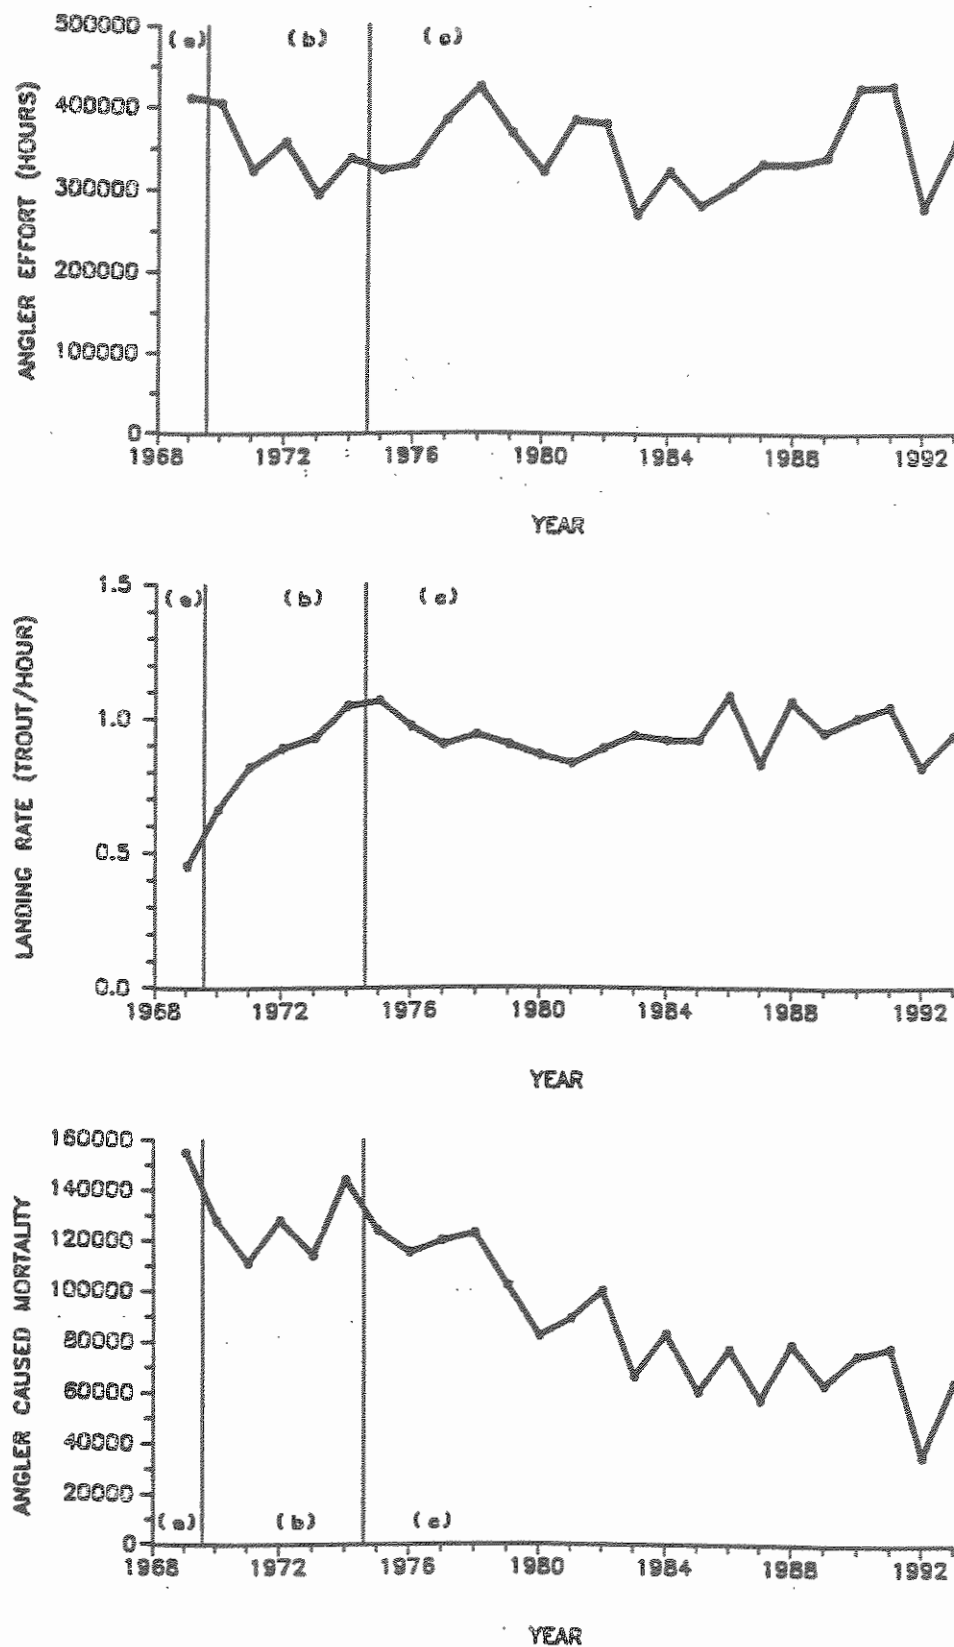 ANGLER EFFORT (HOURS)
500000
400000
300000
200000
100000
0
(a) (b) (c)
1968 1972 1976 1980 1984 1988 1992
YEAR
LANDING RATE (TROUT/HOUR)
1.5
1.0
0.5
0.0
(a) (b) (c)
1968 1972 1976 1980 1984 1988 1992
YEAR
ANGLER CAUSED MORTALITY
160000
140000
120000
100000
80000
60000
40000
20000
0
(a) (b) (c)
1968 1972 1976 1980 1984 1988 1992
YEAR